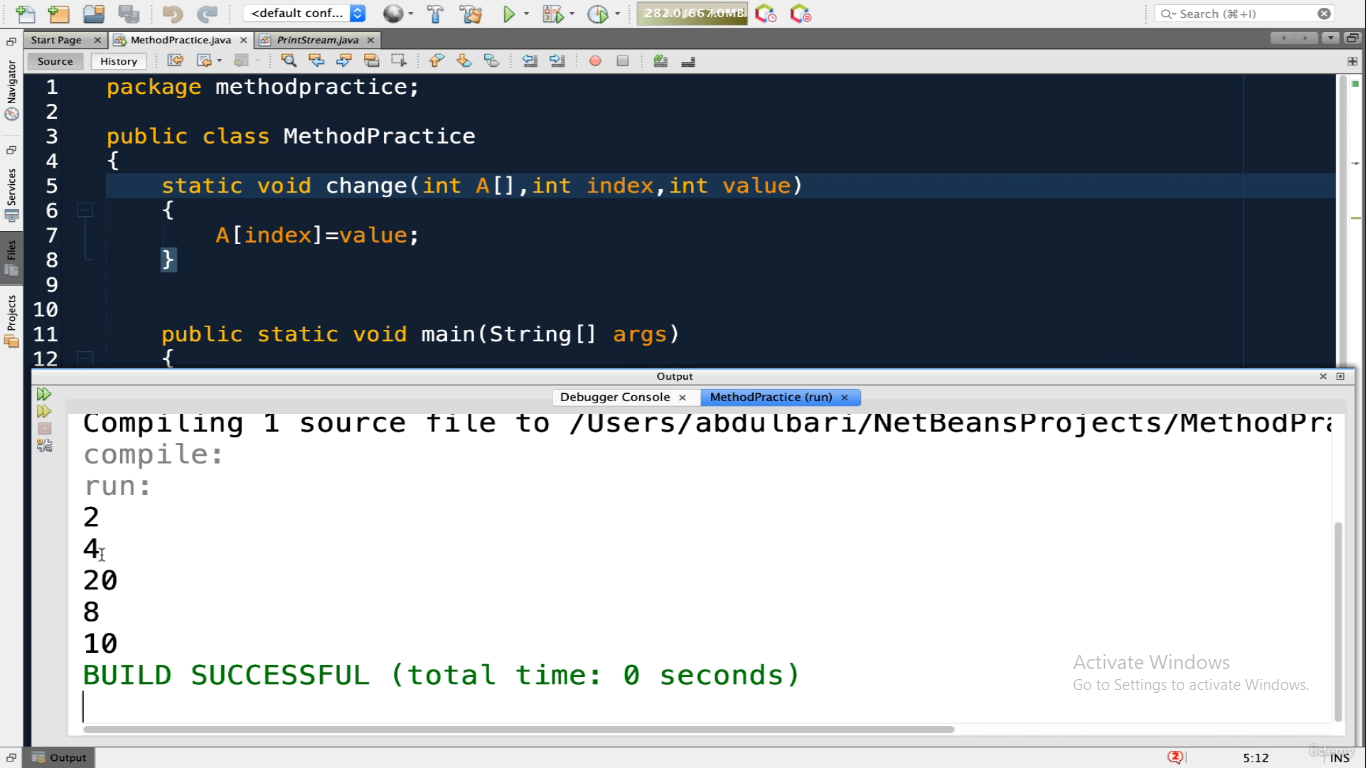 <default conf...
282.0/667.0MB
Search (⌘+I)
Start Page
MethodPractice.java
PrintStream.java
Source
History
Navigator
Services
Files
Projects
1 package methodpractice;
2
3 public class MethodPractice
4 {
5 static void change(int A[],int index,int value)
6 {
7 A[index]=value;
8 }
9
10
11 public static void main(String[] args)
12 {
Output
Debugger Console
MethodPractice (run)
Compiling 1 source file to /Users/abdulbari/NetBeansProjects/MethodPra
compile:
run:
2
4
20
8
10
BUILD SUCCESSFUL (total time: 0 seconds)
Activate Windows
Go to Settings to activate Windows.
Output
2
5:12
INS
ûdemy